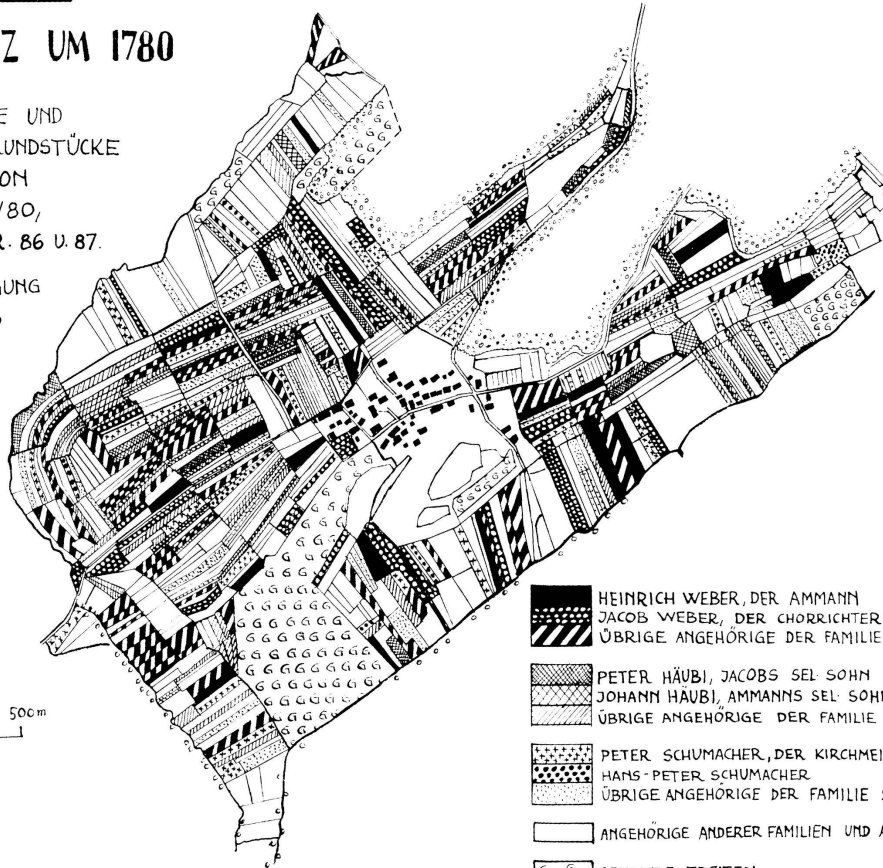 Z UM 1780
E UND
UNDSTÜCKE
ON
/80,
R. 86 U. 87.
UNG
500m
HEINRICH WEBER, DER AMMANN
JACOB WEBER, DER CHORRICHTER
ÜBRIGE ANGEHÖRIGE DER FAMILIE
PETER HÄUBI, JACOBS SEL. SOHN
JOHANN HÄUBI, AMMANNS SEL. SOH
ÜBRIGE ANGEHÖRIGE DER FAMILIE
PETER SCHUMACHER, DER KIRCHMEI
HANS-PETER SCHUMACHER
ÜBRIGE ANGEHÖRIGE DER FAMILIE
ANGEHÖRIGE ANDERER FAMILIEN UND